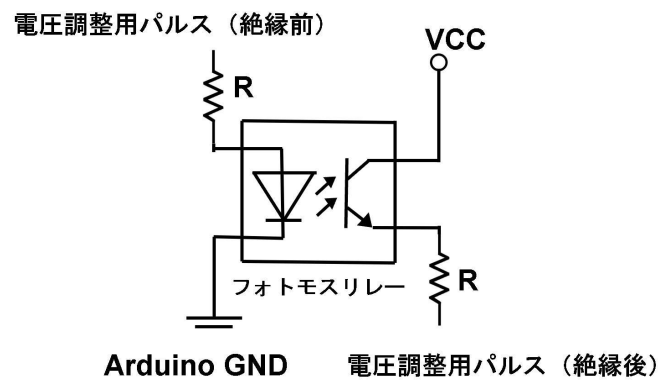 電圧調整用パルス（絶縁前）
VCC
R
フォトモスリレー
R
Arduino GND
電圧調整用パルス（絶縁後）